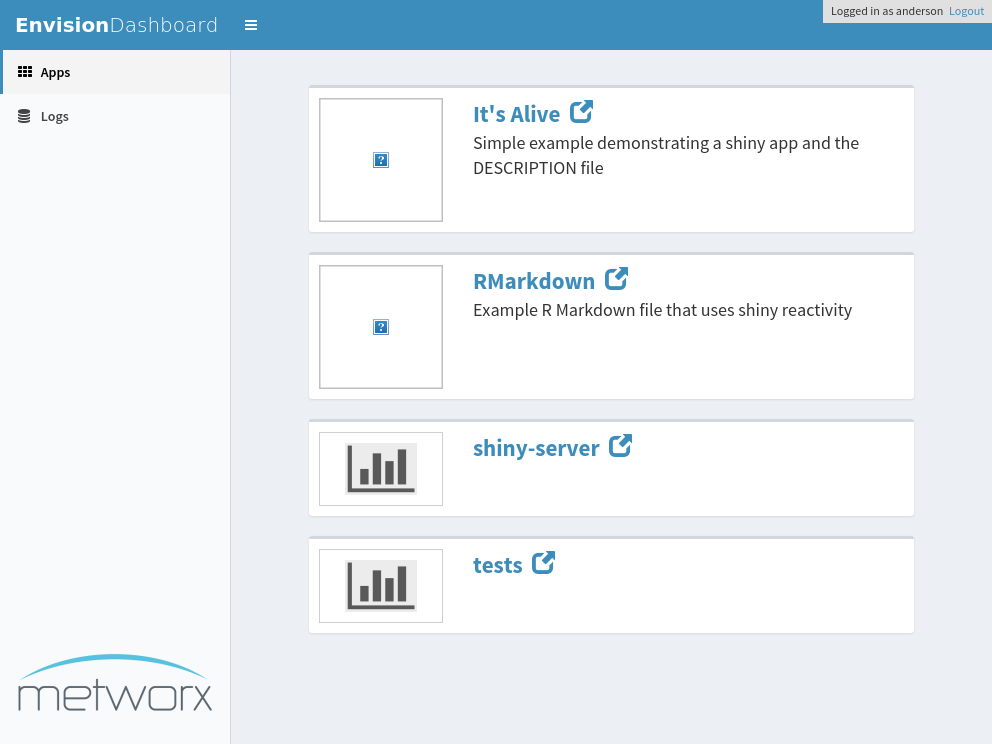 EnvisionDashboard
Logged in as anderson Logout
Apps
Logs
It's Alive
Simple example demonstrating a shiny app and the
DESCRIPTION file
RMarkdown
Example R Markdown file that uses shiny reactivity
shiny-server
tests
metworx